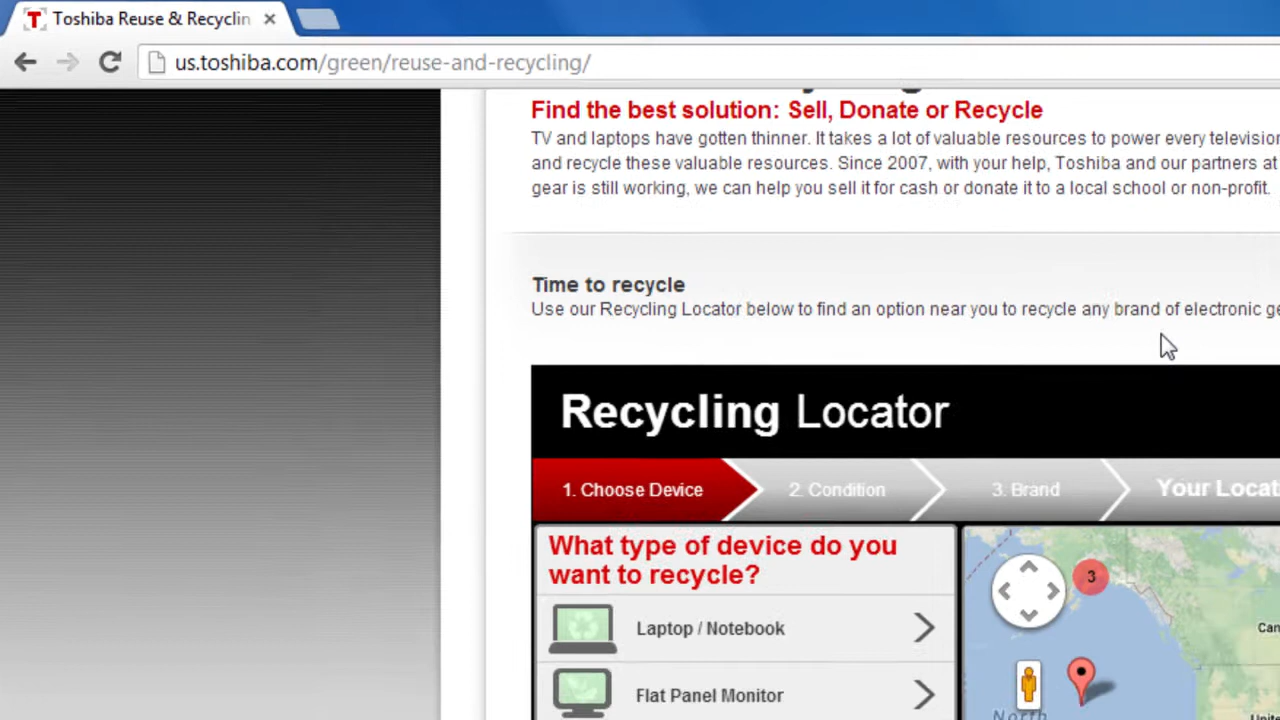 Toshiba Reuse & Recyclin
us.toshiba.com/green/reuse-and-recycling/
Find the best solution: Sell, Donate or Recycle
TV and laptops have gotten thinner. It takes a lot of valuable resources to power every television
and recycle these valuable resources. Since 2007, with your help, Toshiba and our partners at
gear is still working, we can help you sell it for cash or donate it to a local school or non-profit.
Time to recycle
Use our Recycling Locator below to find an option near you to recycle any brand of electronic ge
Recycling Locator
1. Choose Device
2. Condition
3. Brand
Your Locat
What type of device do you
want to recycle?
3
Laptop / Notebook
Can
Flat Panel Monitor
North